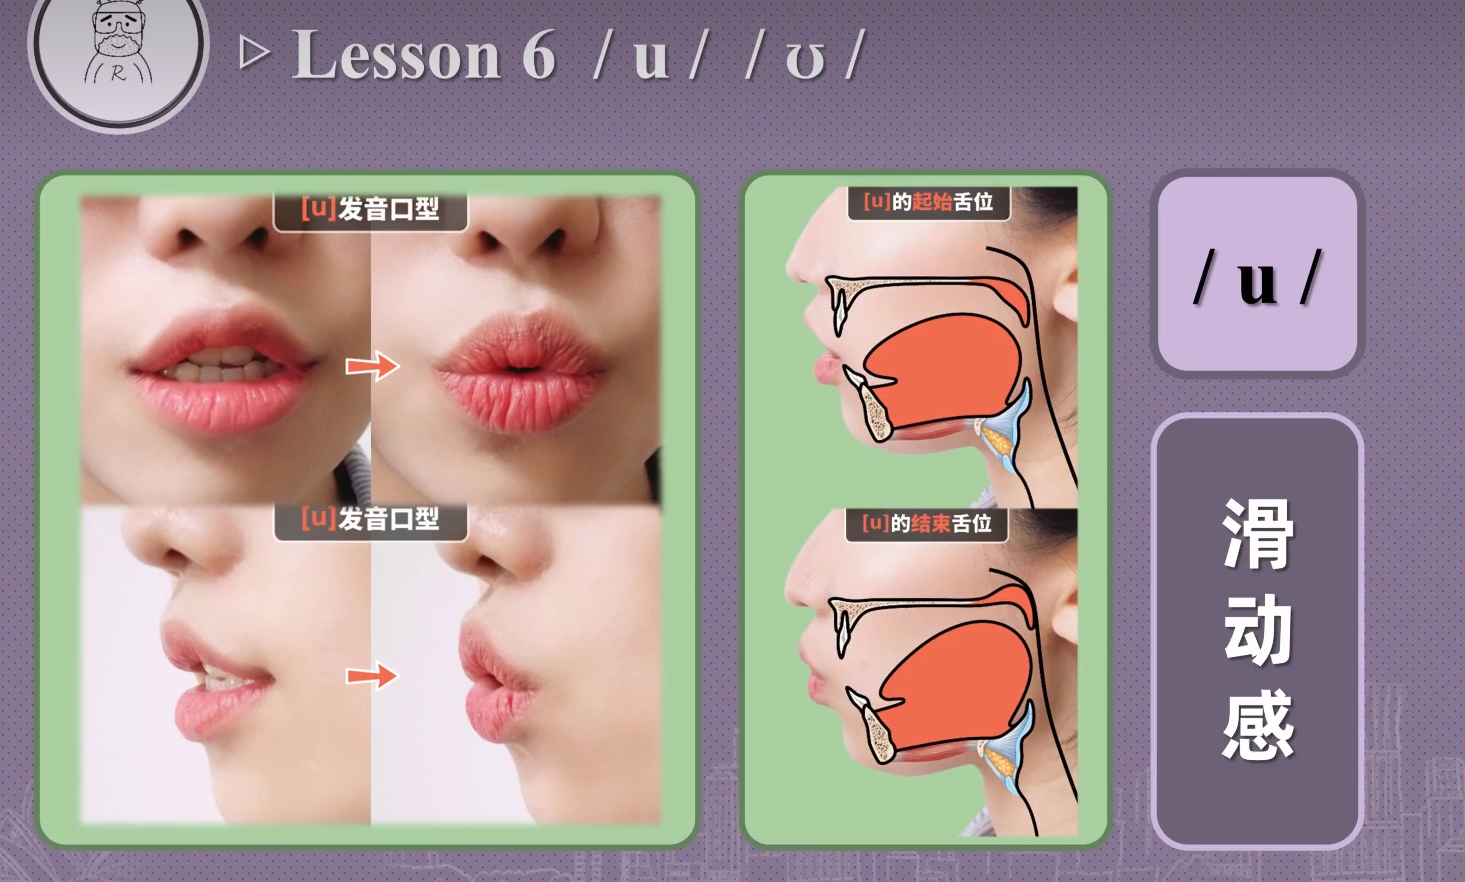 R
▷ Lesson 6 / u / / ʊ /
[u]发音口型
[u]发音口型
[u]的起始舌位
[u]的结束舌位
/ u /
滑
动
感